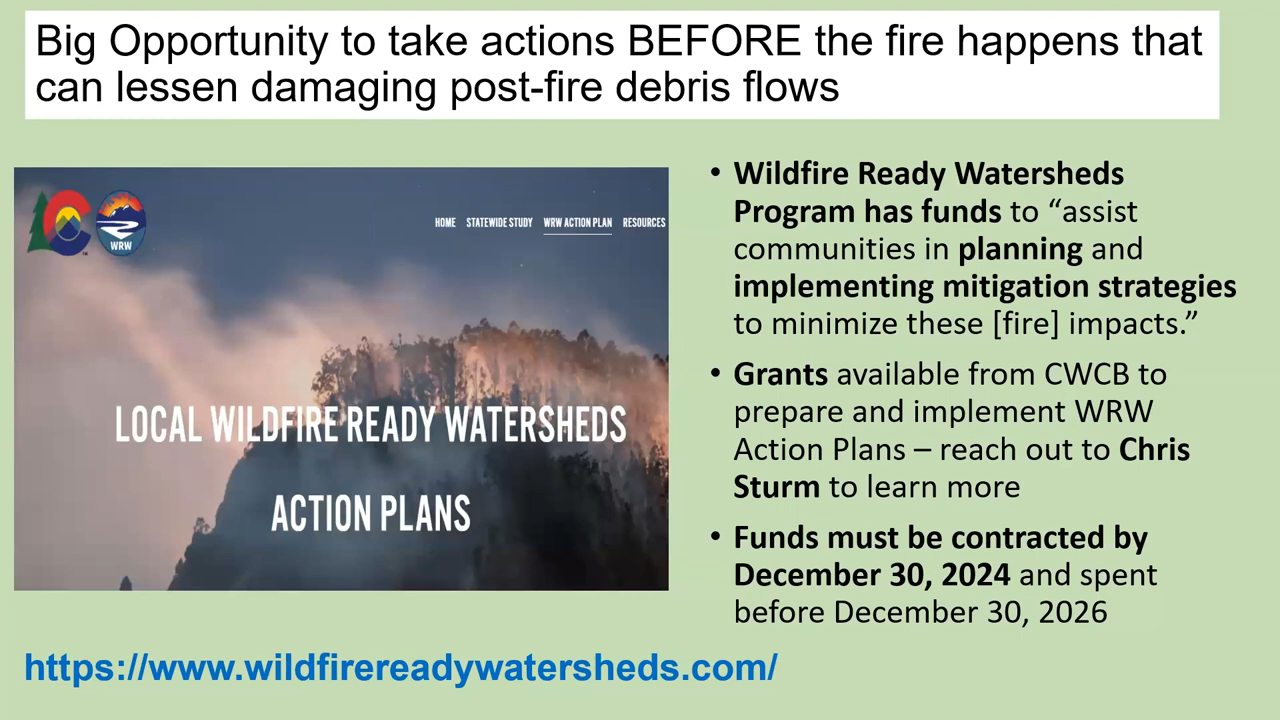 Big Opportunity to take actions BEFORE the fire happens that
can lessen damaging post-fire debris flows
WRW
HOME STATEWIDE STUDY WRW ACTION PLAN RESOURCES
LOCAL WILDFIRE READY WATERSHEDS
ACTION PLANS
• Wildfire Ready Watersheds
Program has funds to “assist
communities in planning and
implementing mitigation strategies
to minimize these [fire] impacts.”
• Grants available from CWCB to
prepare and implement WRW
Action Plans – reach out to Chris
Sturm to learn more
• Funds must be contracted by
December 30, 2024 and spent
before December 30, 2026
https://www.wildfirereadywatersheds.com/